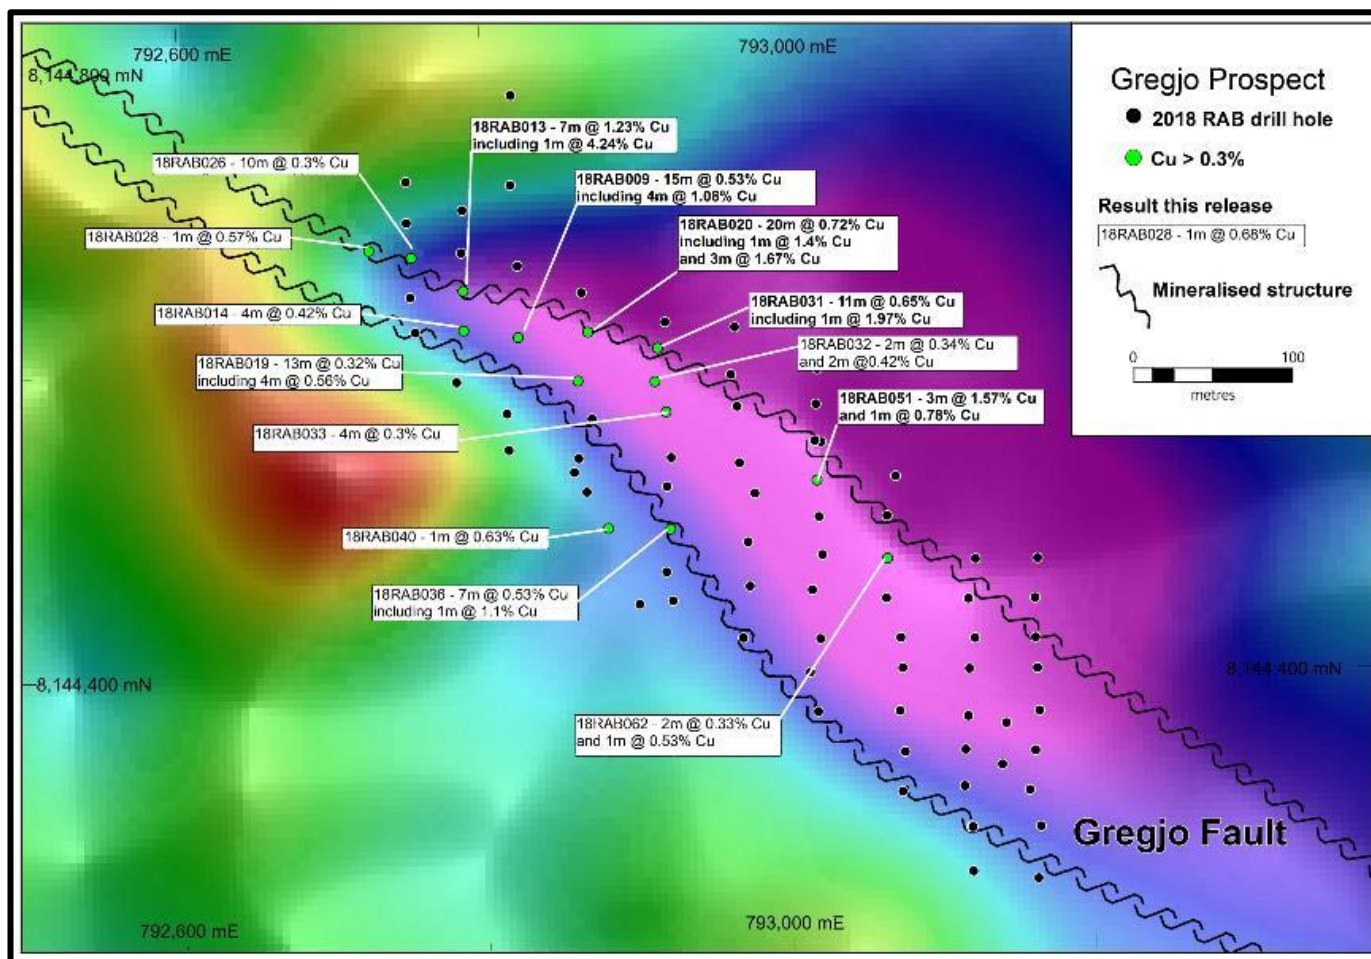 792,600 mE
793,000 mE
8,144,800 mN
Gregjo Prospect
2018 RAB drill hole
Cu > 0.3%
Result this release
18RAB028 - 1m @ 0.68% Cu
Mineralised structure
0 100
metres
18RAB013 - 7m @ 1.23% Cu
including 1m @ 4.24% Cu
18RAB026 - 10m @ 0.3% Cu
18RAB009 - 15m @ 0.53% Cu
including 4m @ 1.08% Cu
18RAB020 - 20m @ 0.72% Cu
including 1m @ 1.4% Cu
and 3m @ 1.67% Cu
18RAB028 - 1m @ 0.57% Cu
18RAB031 - 11m @ 0.65% Cu
including 1m @ 1.97% Cu
18RAB014 - 4m @ 0.42% Cu
18RAB032 - 2m @ 0.34% Cu
and 2m @0.42% Cu
18RAB019 - 13m @ 0.32% Cu
including 4m @ 0.56% Cu
18RAB051 - 3m @ 1.57% Cu
and 1m @ 0.78% Cu
18RAB033 - 4m @ 0.3% Cu
18RAB040 - 1m @ 0.63% Cu
18RAB036 - 7m @ 0.53% Cu
including 1m @ 1.1% Cu
8,144,400 mN
8,144,400 mN
18RAB062 - 2m @ 0.33% Cu
and 1m @ 0.53% Cu
Gregjo Fault
792,600 mE
793,000 mE